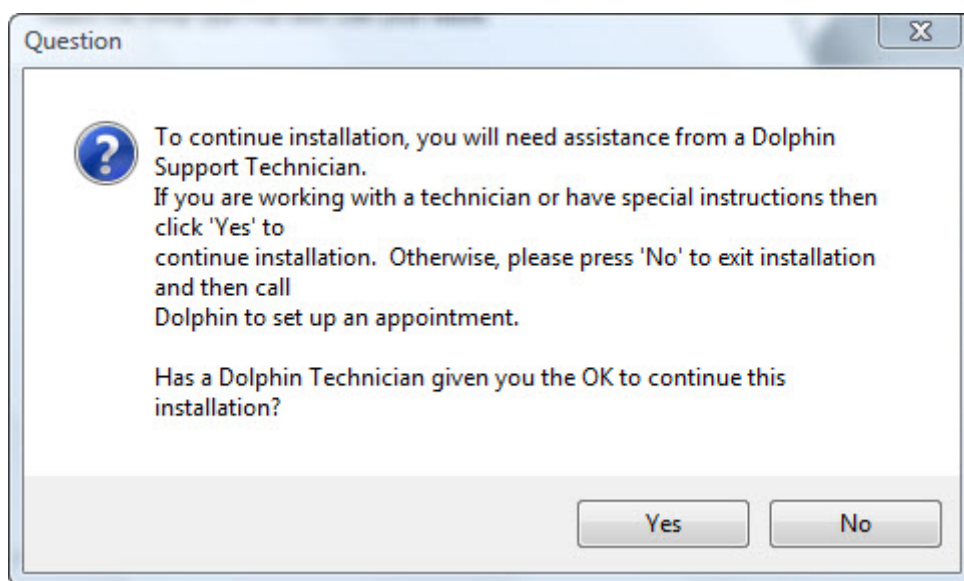 Question
To continue installation, you will need assistance from a Dolphin
Support Technician.
If you are working with a technician or have special instructions then
click 'Yes' to
continue installation.  Otherwise, please press 'No' to exit installation
and then call
Dolphin to set up an appointment.
Has a Dolphin Technician given you the OK to continue this
installation?
Yes
No